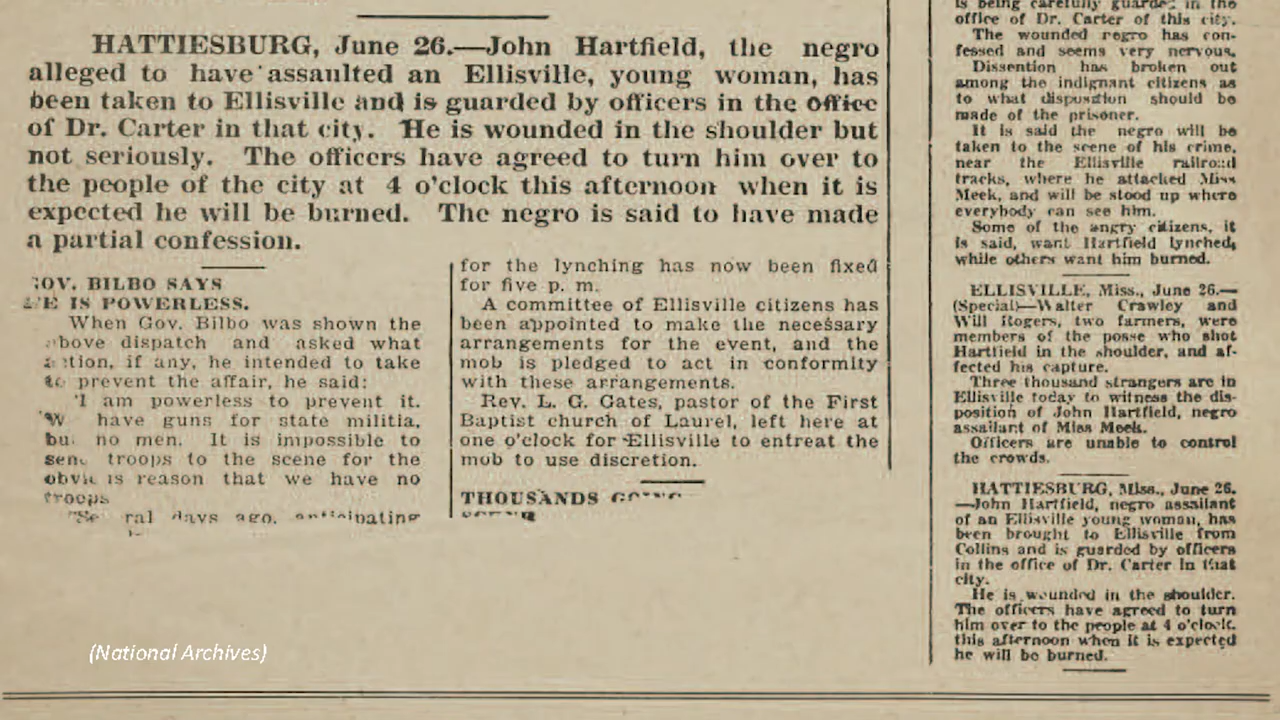 HATTIESBURG, June 26.—John Hartfield, the negro
alleged to have assaulted an Ellisville, young woman, has
been taken to Ellisville and is guarded by officers in the office
of Dr. Carter in that city. He is wounded in the shoulder but
not seriously. The officers have agreed to turn him over to
the people of the city at 4 o'clock this afternoon when it is
expected he will be burned. The negro is said to have made
a partial confession.
OV. BILBO SAYS
E IS POWERLESS.
When Gov. Bilbo was shown the
bove dispatch and asked what
tion, if any, he intended to take
to prevent the affair, he said:
'I am powerless to prevent it.
W have guns for state militia,
bu no men. It is impossible to
sen troops to the scene for the
obvi is reason that we have no
troops
ral days ago,
for the lynching has now been fixed
for five p. m.
A committee of Ellisville citizens has
been appointed to make the necessary
arrangements for the event, and the
mob is pledged to act in conformity
with these arrangements.
Rev. L. G. Gates, pastor of the First
Baptist church of Laurel, left here at
one o'clock for Ellisville to entreat the
mob to use discretion.
THOUSANDS
is being carefully guarded in the
office of Dr. Carter of this city.
The wounded negro has con-
fessed and seems very nervous.
Dissention has broken out
among the indignant citizens as
to what disposition should be
made of the prisoner.
It is said the negro will be
taken to the scene of his crime,
near the Ellisville railroad
tracks, where he attacked Miss
Meek, and will be stood up where
everybody can see him.
Some of the angry citizens, it
is said, want Hartfield lynched,
while others want him burned.
ELLISVILLE, Miss., June 26.—
(Special)—Walter Crawley and
Will Rogers, two farmers, were
members of the posse who shot
Hartfield in the shoulder, and af-
fected his capture.
Three thousand strangers are in
Ellisville today to witness the dis-
position of John Hartfield, negro
assailant of Miss Meek.
Officers are unable to control
the crowds.
HATTIESBURG, Miss., June 26.
—John Hartfield, negro assailant
of an Ellisville young woman, has
been brought to Ellisville from
Collins and is guarded by officers
in the office of Dr. Carter in that
city.
He is wounded in the shoulder.
The officers have agreed to turn
him over to the people at 4 o'clock.
this afternoon when it is expected
he will be burned.
(National Archives)